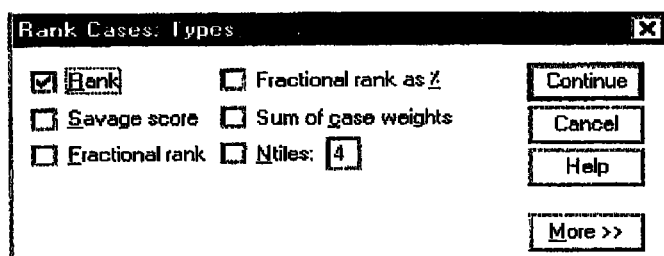 Rank Cases: Types
Rank
Fractional rank as %
Continue
Savage score
Sum of case weights
Cancel
Fractional rank
Ntiles: 4
Help
More >>